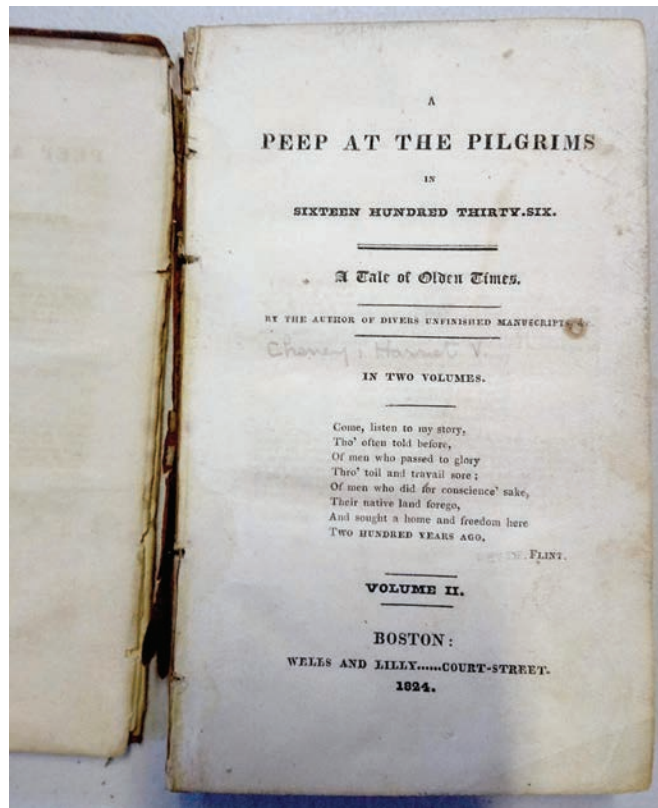 A
PEEP AT THE PILGRIMS
IN
SIXTEEN HUNDRED THIRTY-SIX.
A Tale of Olden Times.
BY THE AUTHOR OF DIVERS UNFINISHED MANUSCRIPTS, &c.
Cheney, Harriet V.
IN TWO VOLUMES.
Come, listen to my story,
Tho' often told before,
Of men who passed to glory
Thro' toil and travail sore;
Of men who did for conscience' sake,
Their native land forego,
And sought a home and freedom here
TWO HUNDRED YEARS AGO.
FLINT.
VOLUME II.
BOSTON:
WELLS AND LILLY......COURT-STREET.
1824.